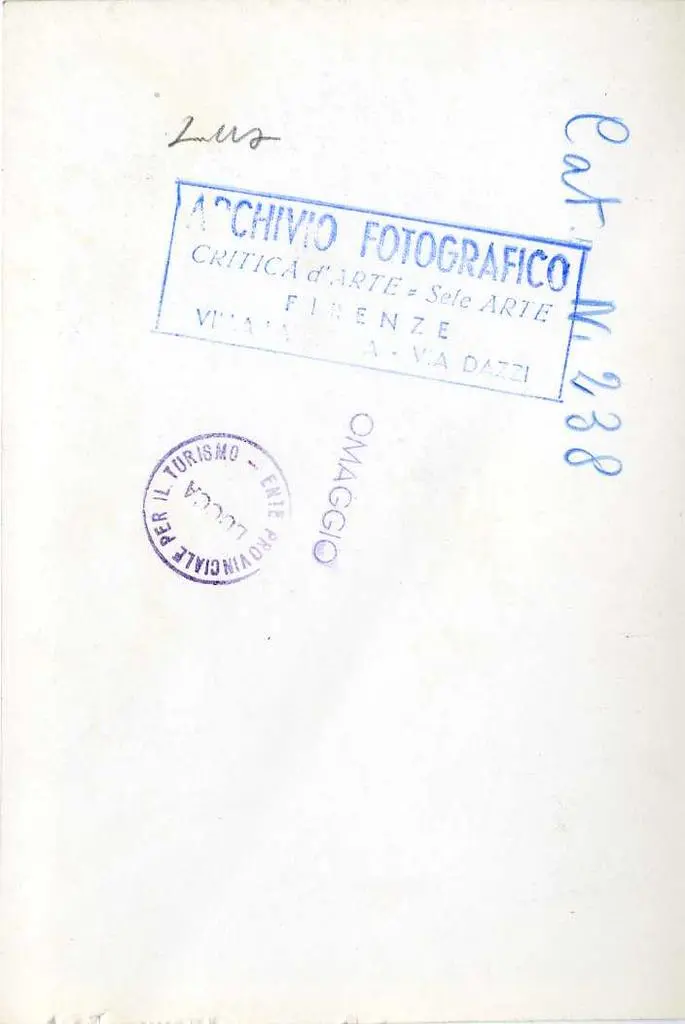 ARCHIVIO FOTOGRAFICO
CRITICA d'ARTE = Sele ARTE
FIRENZE
VIA DAZZI
Cat. N. 238
OMAGGIO
ENTE PROVINCIALE PER IL TURISMO –
LUCCA